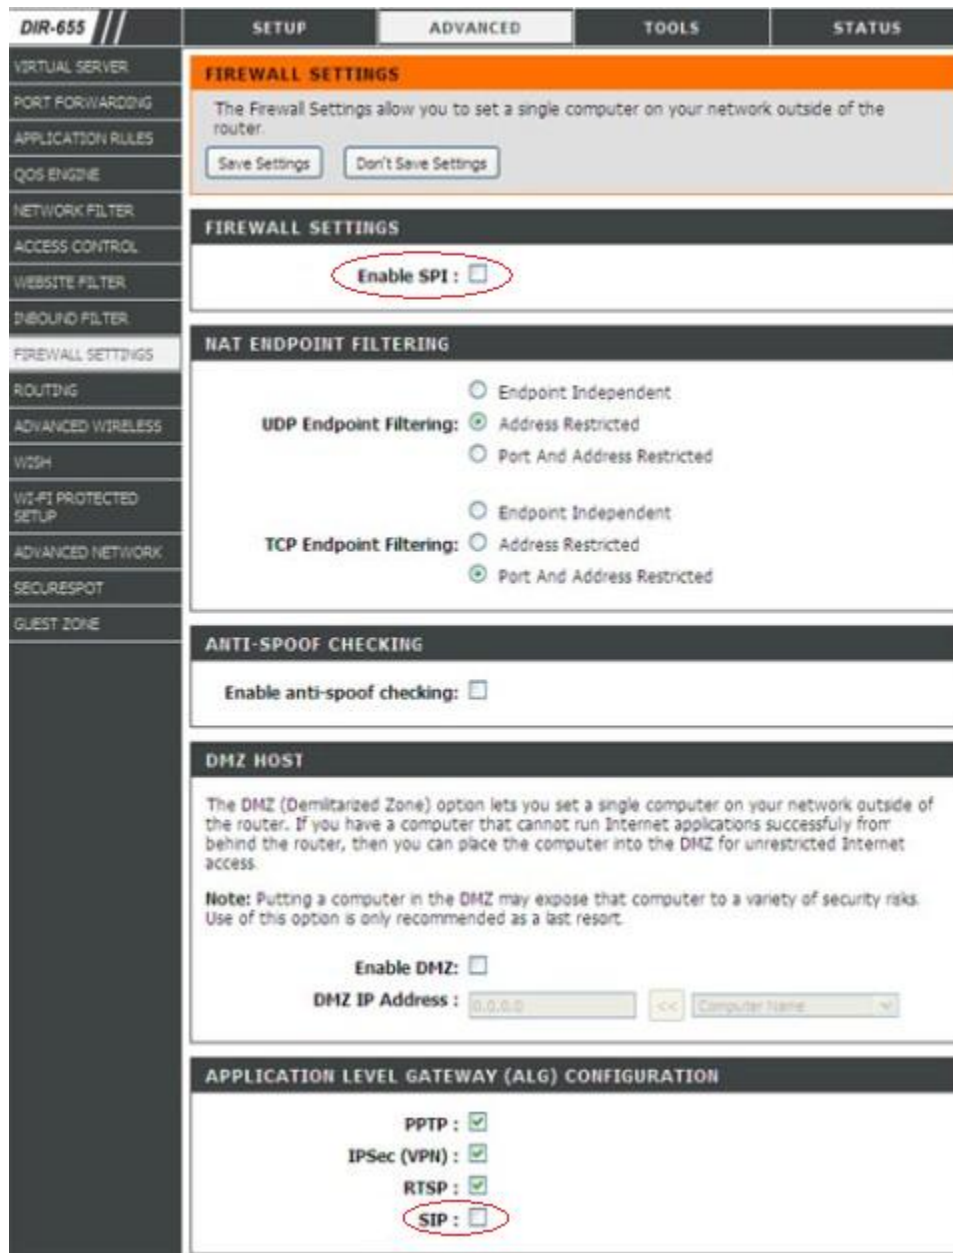 DIR-655
SETUP
ADVANCED
TOOLS
STATUS
VIRTUAL SERVER
PORT FORWARDING
APPLICATION RULES
QOS ENGINE
NETWORK FILTER
ACCESS CONTROL
WEBSITE FILTER
INBOUND FILTER
FIREWALL SETTINGS
ROUTING
ADVANCED WIRELESS
WISH
WI-FI PROTECTED
SETUP
ADVANCED NETWORK
SECURESPOT
GUEST ZONE
FIREWALL SETTINGS
The Firewall Settings allow you to set a single computer on your network outside of the
router.
Save Settings
Don't Save Settings
FIREWALL SETTINGS
Enable SPI :
NAT ENDPOINT FILTERING
UDP Endpoint Filtering:
Endpoint Independent
Address Restricted
Port And Address Restricted
TCP Endpoint Filtering:
Endpoint Independent
Address Restricted
Port And Address Restricted
ANTI-SPOOF CHECKING
Enable anti-spoof checking:
DMZ HOST
The DMZ (Demilitarized Zone) option lets you set a single computer on your network outside of
the router. If you have a computer that cannot run Internet applications successfuly from
behind the router, then you can place the computer into the DMZ for unrestricted Internet
access.
Note: Putting a computer in the DMZ may expose that computer to a variety of security risks.
Use of this option is only recommended as a last resort.
Enable DMZ:
DMZ IP Address : 0.0.0.0 << Computer Name
APPLICATION LEVEL GATEWAY (ALG) CONFIGURATION
PPTP :
IPSec (VPN) :
RTSP :
SIP :